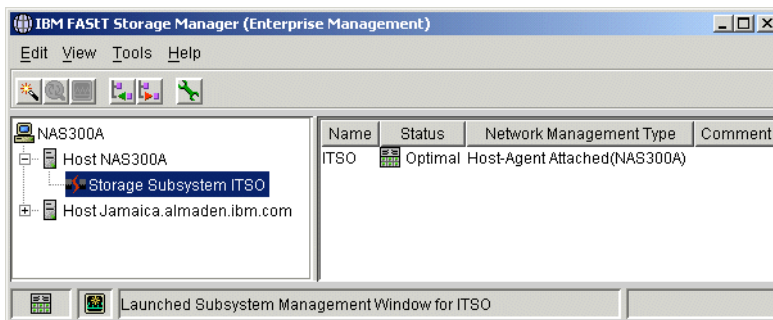 IBM FAStT Storage Manager (Enterprise Management)
Edit View Tools Help
NAS300A
Host NAS300A
Storage Subsystem ITSO
Host Jamaica.almaden.ibm.com
Name Status Network Management Type Comment
ITSO Optimal Host-Agent Attached(NAS300A)
Launched Subsystem Management Window for ITSO